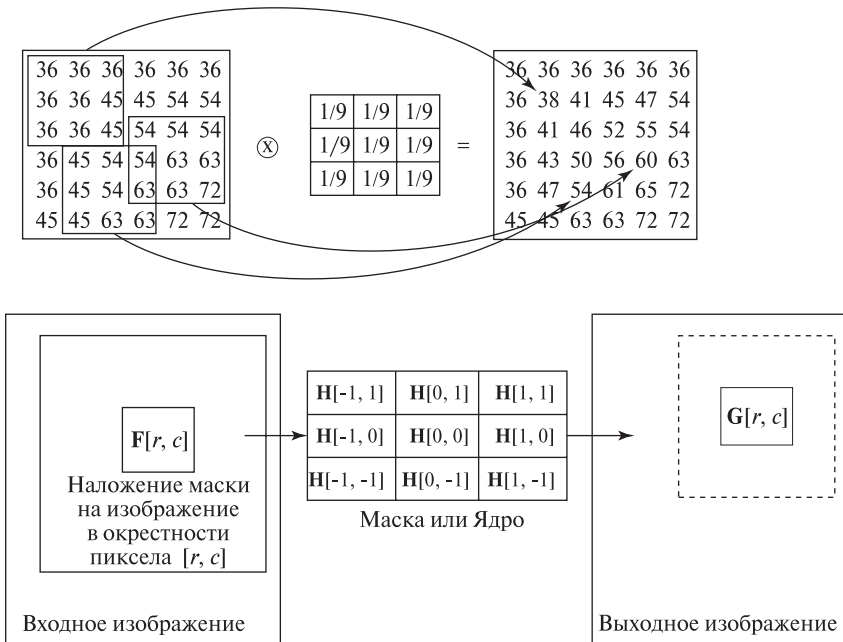 36 36 36 36 36 36
36 36 45 45 54 54
36 36 45 54 54 54
36 45 54 54 63 63
36 45 54 63 63 72
45 45 63 63 72 72
x
1/9 1/9 1/9
1/9 1/9 1/9
1/9 1/9 1/9
=
36 36 36 36 36 36
36 38 41 45 47 54
36 41 46 52 55 54
36 43 50 56 60 63
36 47 54 61 65 72
45 45 63 63 72 72
F[r, c]
Наложение маски
на изображение
в окрестности
пиксела [r, c]
Входное изображение
H[-1, 1] H[0, 1] H[1, 1]
H[-1, 0] H[0, 0] H[1, 0]
H[-1, -1] H[0, -1] H[1, -1]
Маска или Ядро
G[r, c]
Выходное изображение